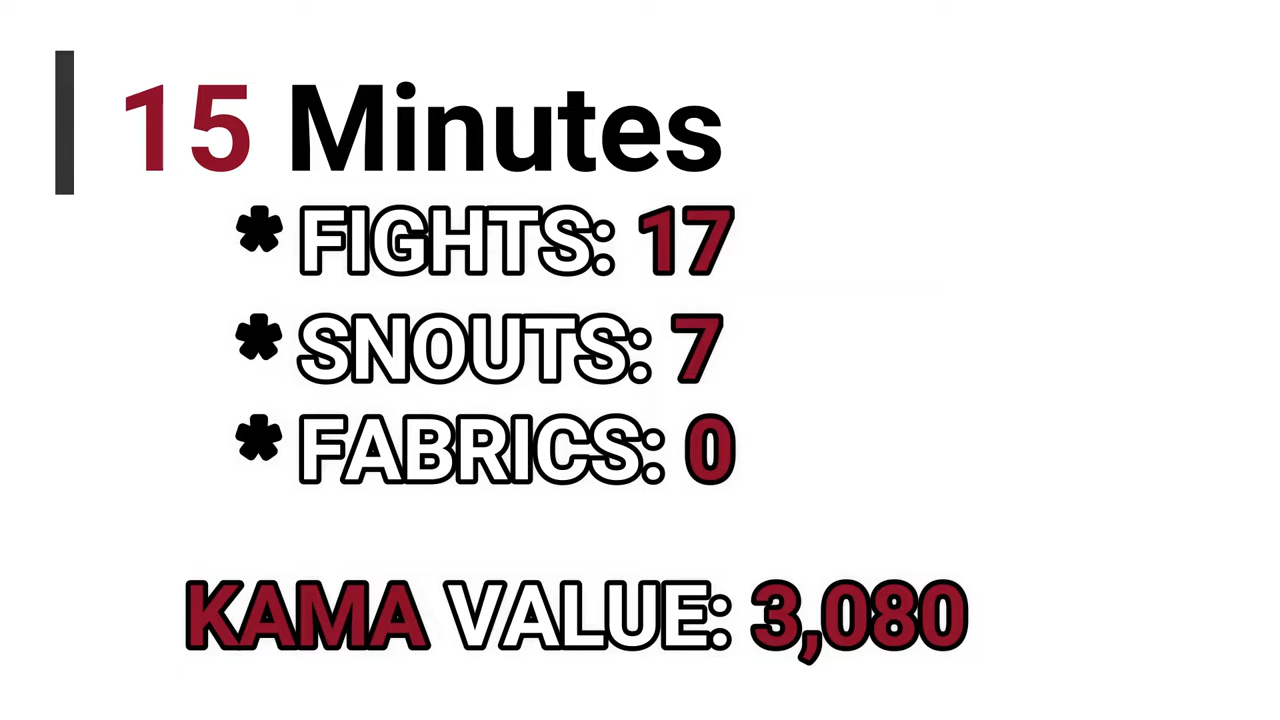 15 Minutes
* FIGHTS: 17
* SNOUTS: 7
* FABRICS: 0
KAMA VALUE: 3,080